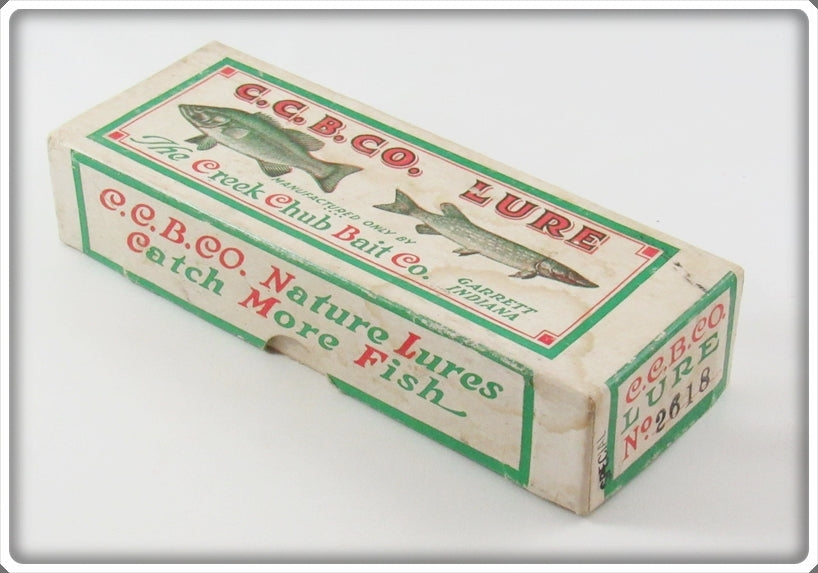 C.C.B.CO. LURE
MANUFACTURED ONLY BY
The Creek Chub Bait Co.
GARRETT
INDIANA
C.C.B.CO. Nature Lures
Catch More Fish
C.C.B.CO.
LURE
No. 2618
SPECIAL